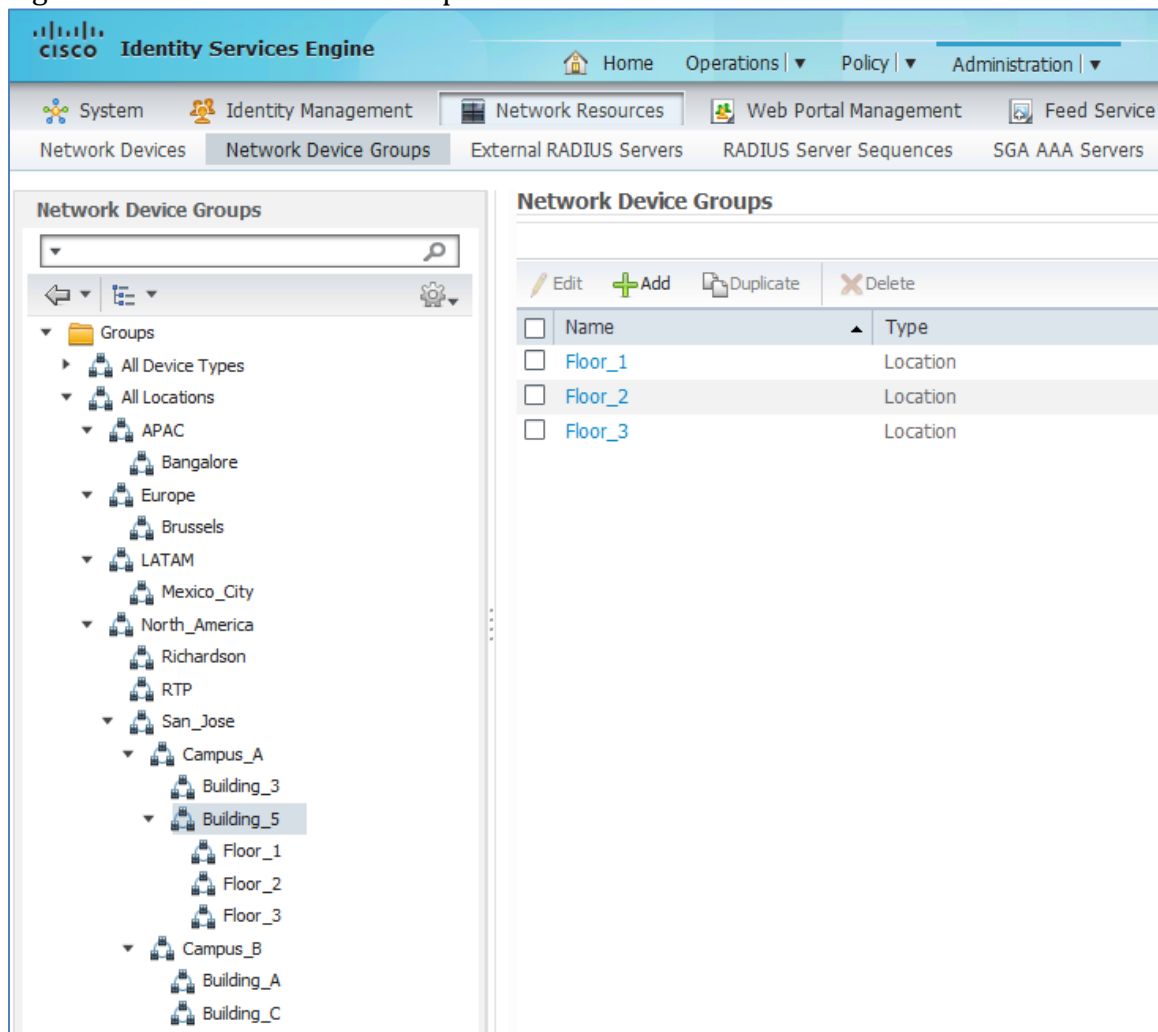 CISCO Identity Services Engine
Home Operations Policy Administration
System Identity Management Network Resources Web Portal Management Feed Service
Network Devices Network Device Groups External RADIUS Servers RADIUS Server Sequences SGA AAA Servers
Network Device Groups
Groups
All Device Types
All Locations
APAC
Bangalore
Europe
Brussels
LATAM
Mexico_City
North_America
Richardson
RTP
San_Jose
Campus_A
Building_3
Building_5
Floor_1
Floor_2
Floor_3
Campus_B
Building_A
Building_C
Network Device Groups
Edit Add Duplicate Delete
Name Type
Floor_1 Location
Floor_2 Location
Floor_3 Location